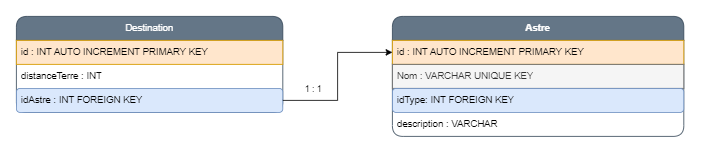 Destination
id : INT AUTO INCREMENT PRIMARY KEY
distanceTerre : INT
idAstre : INT FOREIGN KEY
1 : 1
Astre
id : INT AUTO INCREMENT PRIMARY KEY
Nom : VARCHAR UNIQUE KEY
idType: INT FOREIGN KEY
description : VARCHAR